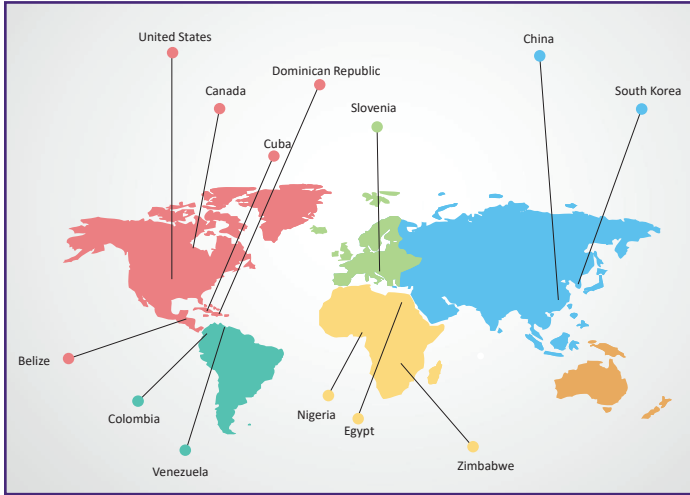 United States
China
Dominican Republic
Canada
South Korea
Slovenia
Cuba
Belize
Colombia
Nigeria
Egypt
Venezuela
Zimbabwe